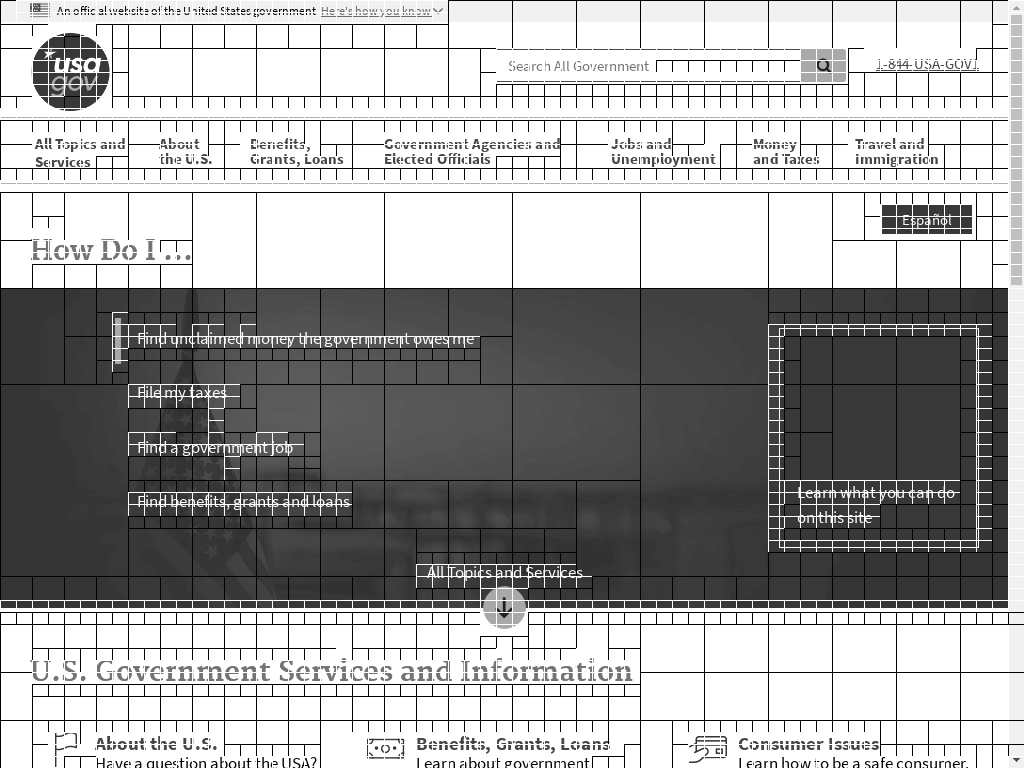 An official website of the United States government Here's how you know
usa
gov
Search All Government
1-844-USA-GOV1
All Topics and Services
About the U.S.
Benefits, Grants, Loans
Government Agencies and Elected Officials
Jobs and Unemployment
Money and Taxes
Travel and Immigration
Español
How Do I ...
Find unclaimed money the government owes me
File my taxes
Find a government job
Find benefits, grants and loans
Learn what you can do
on this site
All Topics and Services
U.S. Government Services and Information
About the U.S.
Have a question about the USA?
Benefits, Grants, Loans
Learn about government
Consumer Issues
Learn how to be a safe consumer,